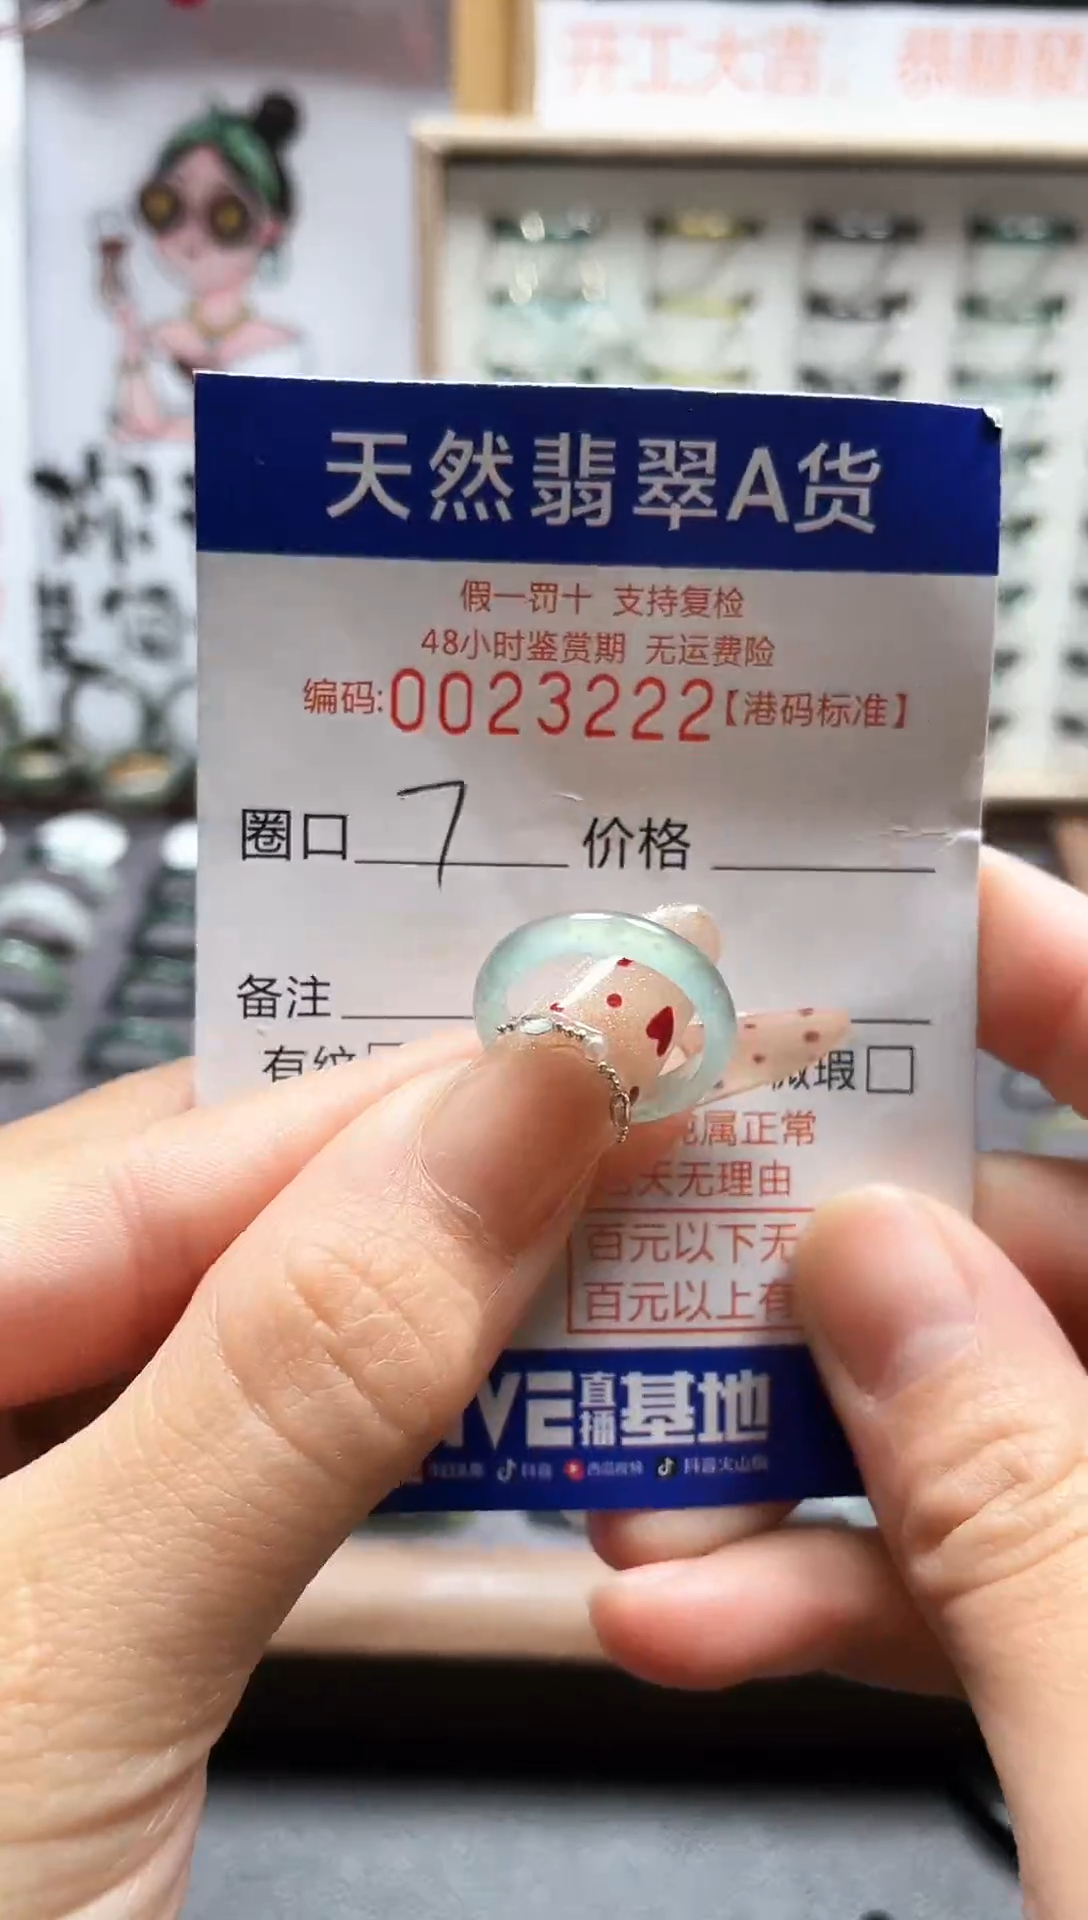 开工大吉
天然翡翠A货
假一罚十 支持复检
48小时鉴赏期 无运费险
编码:0023222【港码标准】
圈口 7 价格
备注
有纹 微瑕
纯属正常
天无理由
百元以下无
百元以上有
IVE直播基地
抖音 西瓜视频 抖音火山版